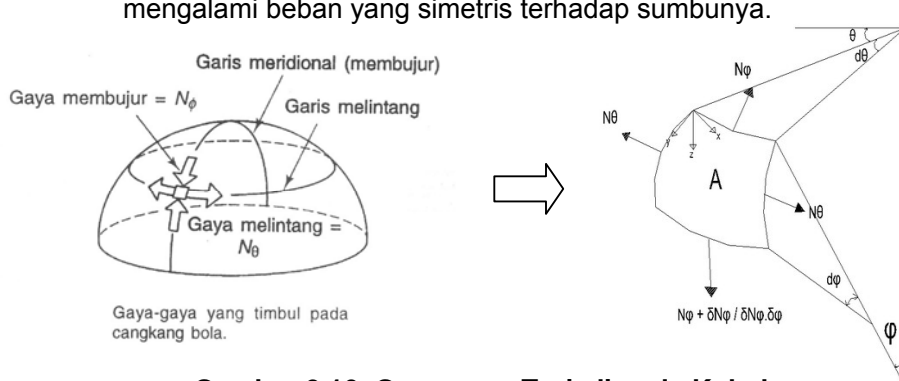 mengalami beban yang simetris terhadap sumbunya.
Garis meridional (membujur)
Gaya membujur = Nϕ
Garis melintang
Gaya melintang =
Nθ
Gaya-gaya yang timbul pada
cangkang bola.
θ
dθ
Nφ
Nθ
y
z
x
A
Nθ
dφ
Nφ + δNφ / δNφ.δφ
φ